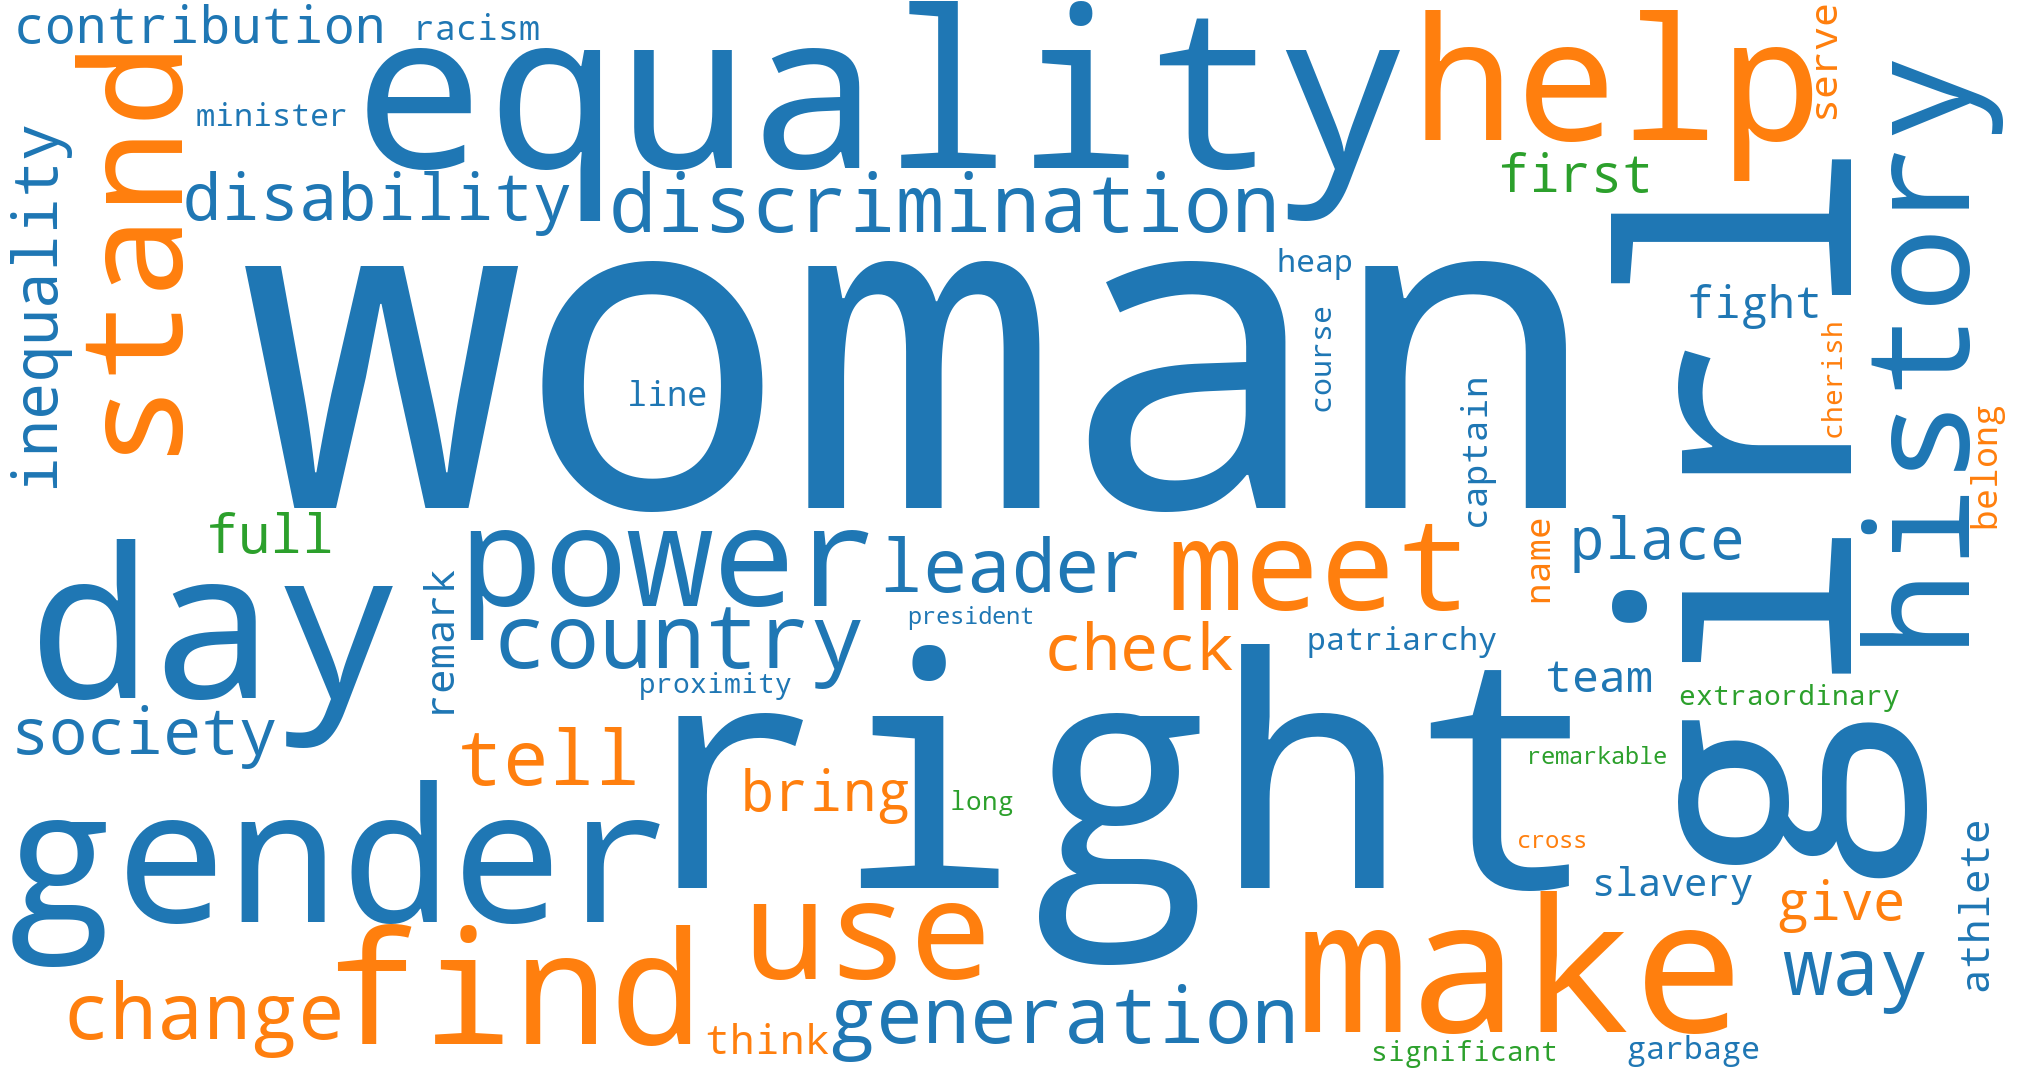 contribution
racism
equality
help
serve
stand
minister
history
inequality
disability
discrimination
first
woman
heap
girl
fight
course
cherish
line
captain
belong
full
day
power
leader
meet
name
place
remark
country
president
check
patriarchy
society
proximity
team
extraordinary
tell
right
bring
long
remarkable
gender
cross
slavery
give
athlete
use
find
make
way
change
think
generation
significant
garbage